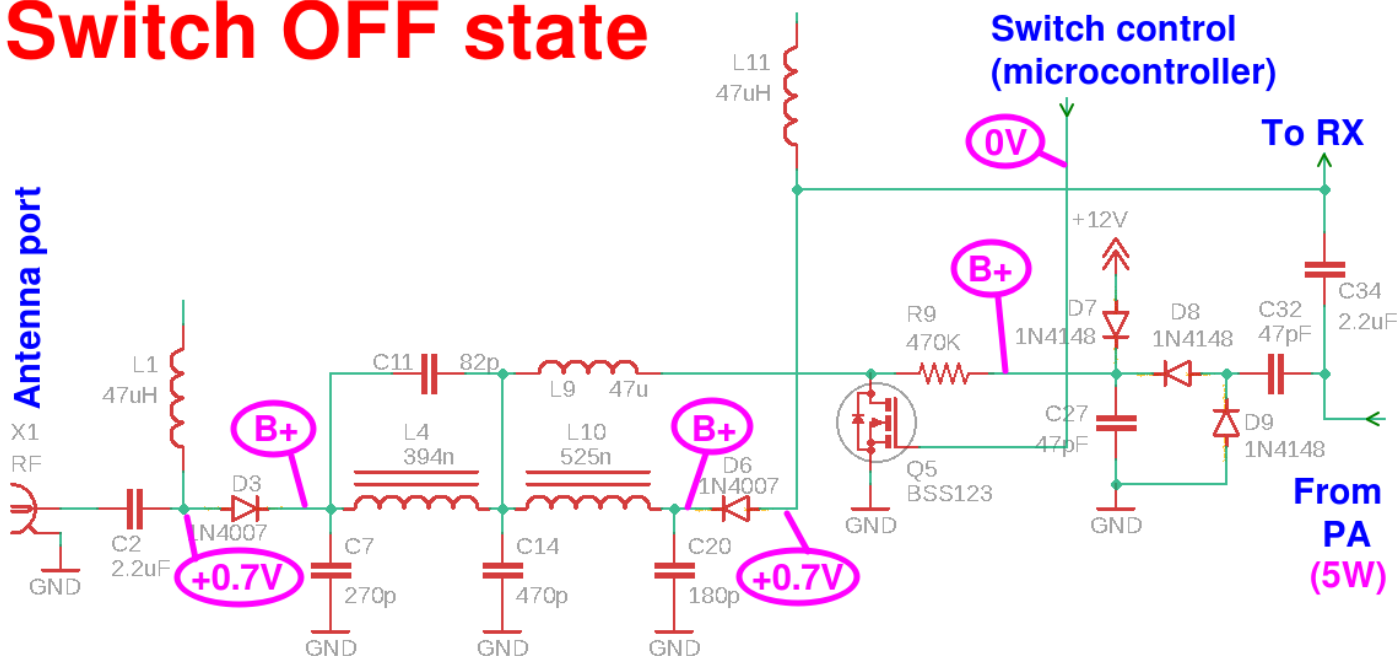 Switch OFF state
Switch control
(microcontroller)
To RX
Antenna port
L11
47uH
0V
+12V
B+
R9
470K
D7
1N4148
D8
1N4148
C32
47pF
C34
2.2uF
L1
47uH
C11
82p
L9
47u
C27
47pF
D9
1N4148
X1
RF
B+
L4
394n
L10
525n
B+
D3
1N4007
D6
1N4007
Q5
BSS123
GND
GND
From
PA
(5W)
C2
2.2uF
GND
+0.7V
C7
270p
C14
470p
C20
180p
+0.7V
GND
GND
GND